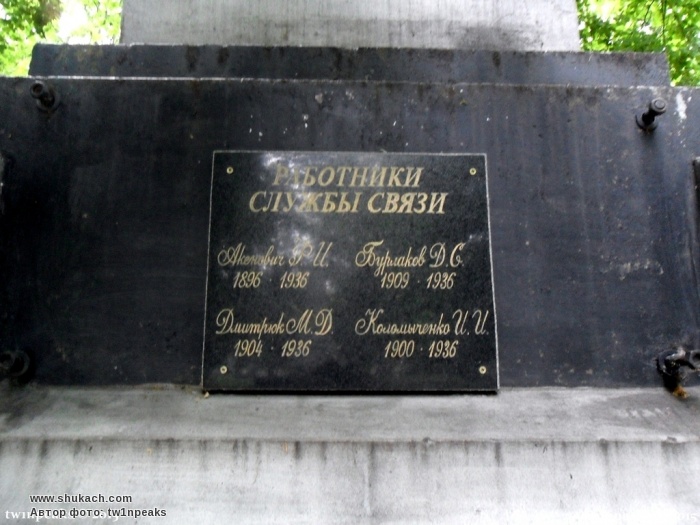 РАБОТНИКИ
СЛУЖБЫ СВЯЗИ
Аконович Р. И. Бурлаков Д. С.
1896 · 1936 1909 · 1936
Дмитрюк М. Д. Коломыченко И. И.
1904 · 1936 1900 · 1936
www.shukach.com
Автор фото: tw1npeaks